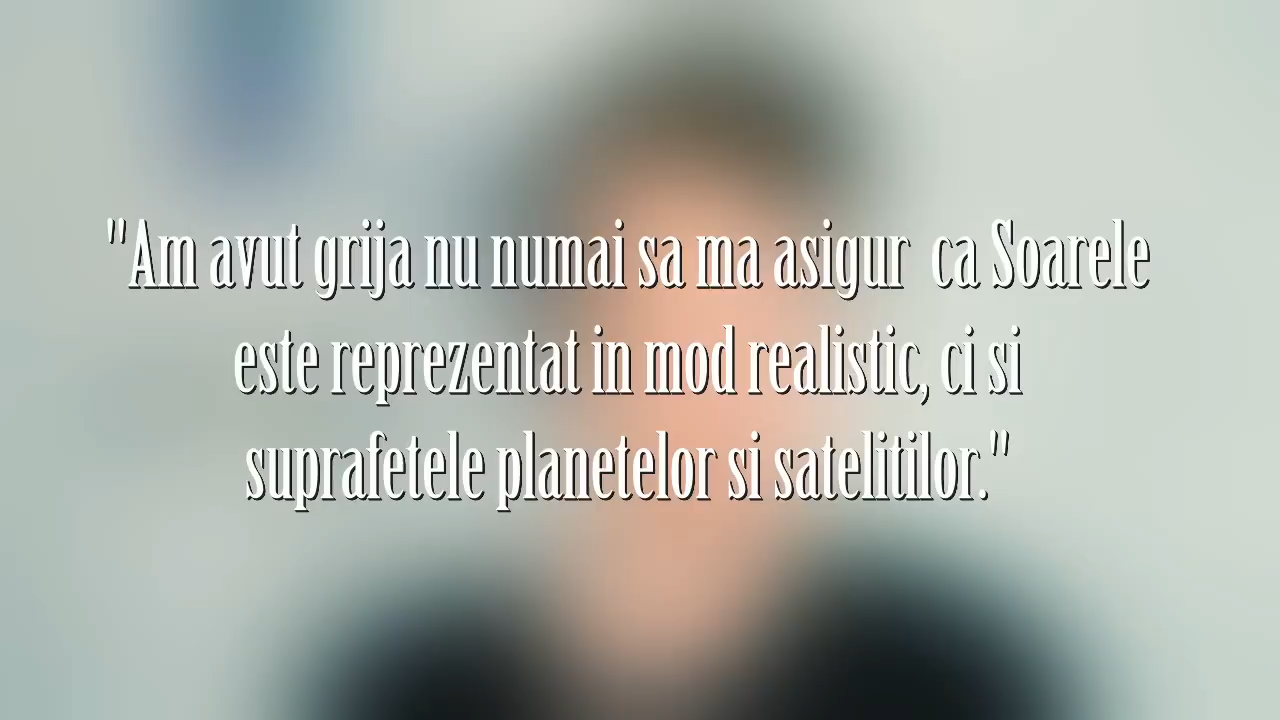 "Am avut grija nu numai sa ma asigur  ca Soarele
este reprezentat in mod realistic, ci si
suprafetele planetelor si satelitilor."